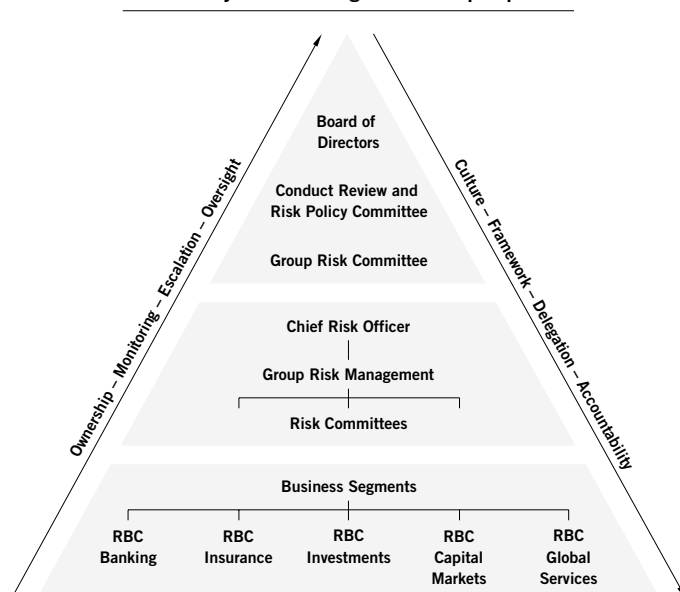 Board of
Directors
Conduct Review and
Risk Policy Committee
Group Risk Committee
Ownership – Monitoring – Escalation – Oversight
Culture – Framework – Delegation – Accountability
Chief Risk Officer
Group Risk Management
Risk Committees
Business Segments
RBC
Banking
RBC
Insurance
RBC
Investments
RBC
Capital
Markets
RBC
Global
Services